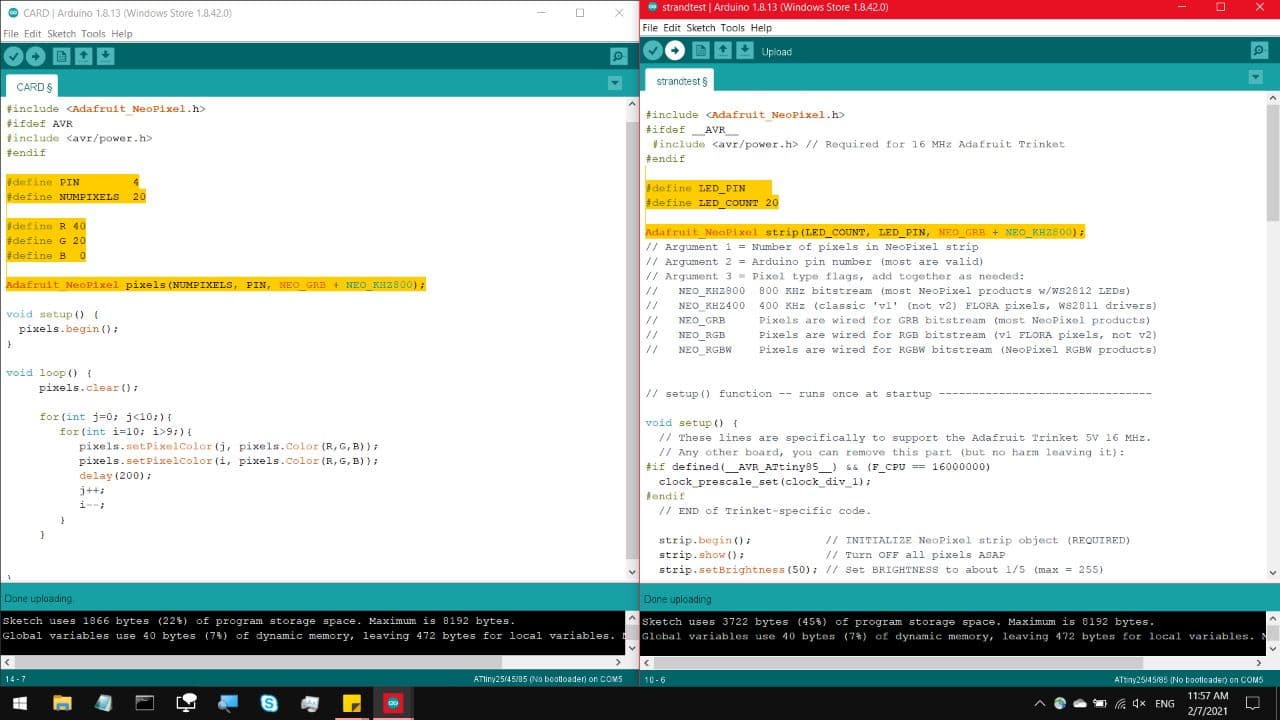 CARD | Arduino 1.8.13 (Windows Store 1.8.42.0)
File Edit Sketch Tools Help
CARD §
#include <Adafruit_NeoPixel.h>
#ifdef AVR
#include <avr/power.h>
#endif
#define PIN 4
#define NUMPIXELS 20
#define R 40
#define G 20
#define B 0
Adafruit_NeoPixel pixels(NUMPIXELS, PIN, NEO_GRB + NEO_KHZ800);
void setup() {
pixels.begin();
}
void loop() {
pixels.clear();
for(int j=0; j<10;){
for(int i=10; i>9;){
pixels.setPixelColor(j, pixels.Color(R,G,B));
pixels.setPixelColor(i, pixels.Color(R,G,B));
delay(200);
j++;
i--;
}
}
}
Done uploading.
Sketch uses 1866 bytes (22%) of program storage space. Maximum is 8192 bytes.
Global variables use 40 bytes (7%) of dynamic memory, leaving 472 bytes for local variables.
14 - 7
ATtiny25/45/85 (No bootloader) on COM5
strandtest | Arduino 1.8.13 (Windows Store 1.8.42.0)
File Edit Sketch Tools Help
Upload
strandtest §
#include <Adafruit_NeoPixel.h>
#ifdef __AVR__
#include <avr/power.h> // Required for 16 MHz Adafruit Trinket
#endif
#define LED_PIN
#define LED_COUNT 20
Adafruit_NeoPixel strip(LED_COUNT, LED_PIN, NEO_GRB + NEO_KHZ800);
// Argument 1 = Number of pixels in NeoPixel strip
// Argument 2 = Arduino pin number (most are valid)
// Argument 3 = Pixel type flags, add together as needed:
// NEO_KHZ800 800 KHz bitstream (most NeoPixel products w/WS2812 LEDs)
// NEO_KHZ400 400 KHz (classic 'v1' (not v2) FLORA pixels, WS2811 drivers)
// NEO_GRB Pixels are wired for GRB bitstream (most NeoPixel products)
// NEO_RGB Pixels are wired for RGB bitstream (v1 FLORA pixels, not v2)
// NEO_RGBW Pixels are wired for RGBW bitstream (NeoPixel RGBW products)
// setup() function -- runs once at startup --------------------------------
void setup() {
// These lines are specifically to support the Adafruit Trinket 5V 16 MHz.
// Any other board, you can remove this part (but no harm leaving it):
#if defined(__AVR_ATtiny85__) && (F_CPU == 16000000)
clock_prescale_set(clock_div_1);
#endif
// END of Trinket-specific code.
strip.begin(); // INITIALIZE NeoPixel strip object (REQUIRED)
strip.show(); // Turn OFF all pixels ASAP
strip.setBrightness(50); // Set BRIGHTNESS to about 1/5 (max = 255)
Done uploading
Sketch uses 3722 bytes (45%) of program storage space. Maximum is 8192 bytes.
Global variables use 40 bytes (7%) of dynamic memory, leaving 472 bytes for local variables.
10 - 6
ATtiny25/45/85 (No bootloader) on COM5
ENG
11:57 AM
2/7/2021